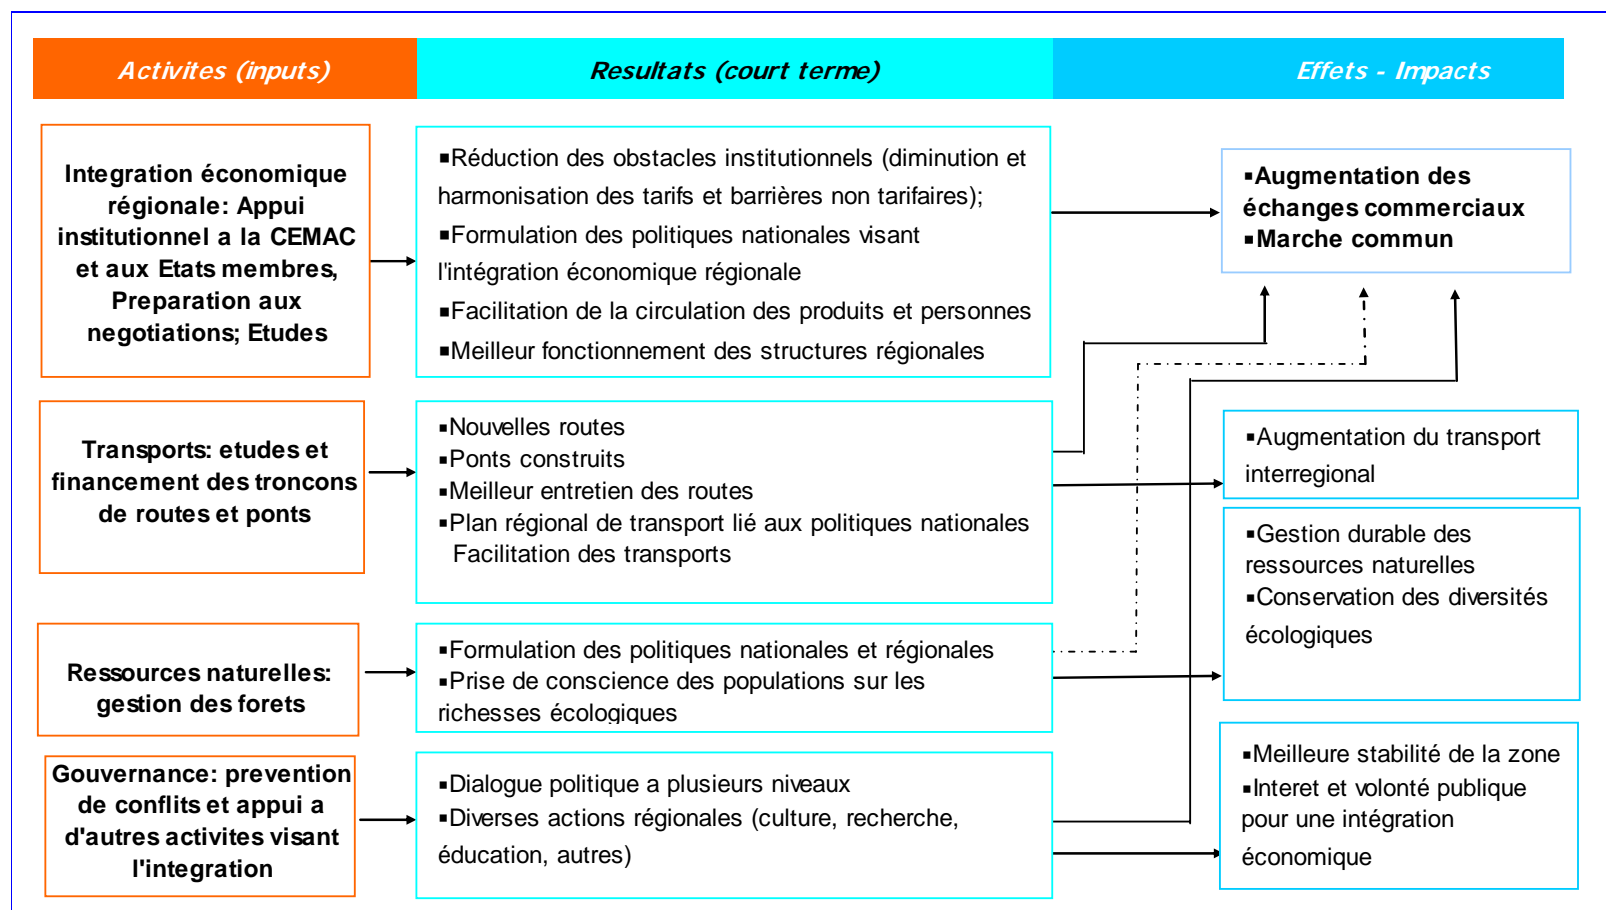 Activites (inputs)
Resultats (court terme)
Effets - Impacts
Integration économique
régionale: Appui
institutionnel a la CEMAC
et aux Etats membres,
Preparation aux
negotiations; Etudes
▪Réduction des obstacles institutionnels (diminution et
harmonisation des tarifs et barrières non tarifaires);
▪Formulation des politiques nationales visant
l'intégration économique régionale
▪Facilitation de la circulation des produits et personnes
▪Meilleur fonctionnement des structures régionales
▪Augmentation des
échanges commerciaux
▪Marche commun
Transports: etudes et
financement des troncons
de routes et ponts
▪Nouvelles routes
▪Ponts construits
▪Meilleur entretien des routes
▪Plan régional de transport lié aux politiques nationales
Facilitation des transports
▪Augmentation du transport
interregional
Ressources naturelles:
gestion des forets
▪Formulation des politiques nationales et régionales
▪Prise de conscience des populations sur les
richesses écologiques
▪Gestion durable des
ressources naturelles
▪Conservation des diversités
écologiques
Gouvernance: prevention
de conflits et appui a
d'autres activites visant
l'integration
▪Dialogue politique a plusieurs niveaux
▪Diverses actions régionales (culture, recherche,
éducation, autres)
▪Meilleure stabilité de la zone
▪Interet et volonté publique
pour une intégration
économique